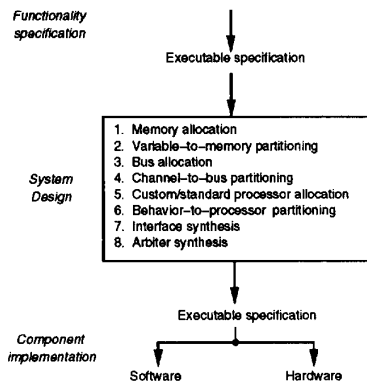 Functionality
specification
Executable specification
System
Design
1. Memory allocation
2. Variable–to–memory partitioning
3. Bus allocation
4. Channel–to–bus partitioning
5. Custom/standard processor allocation
6. Behavior–to–processor partitioning
7. Interface synthesis
8. Arbiter synthesis
Executable specification
Component
implementation
Software
Hardware